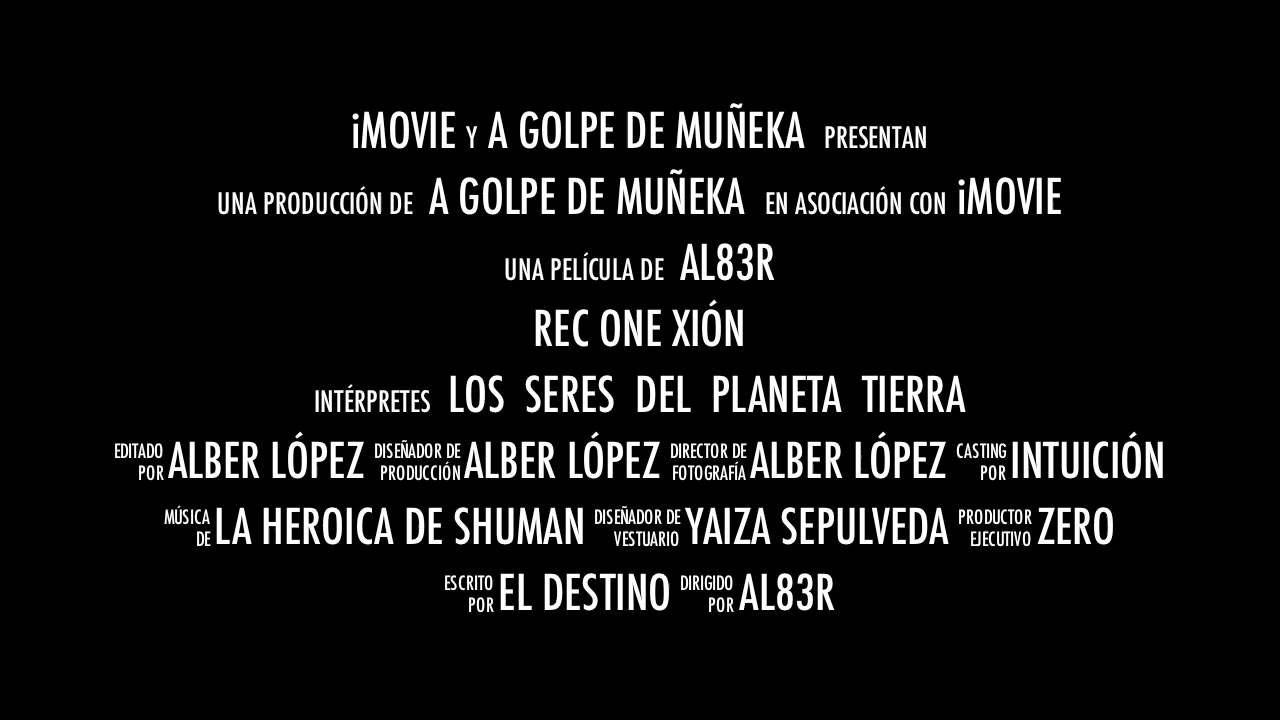 iMOVIE Y A GOLPE DE MUÑEKA PRESENTAN
UNA PRODUCCIÓN DE A GOLPE DE MUÑEKA EN ASOCIACIÓN CON iMOVIE
UNA PELÍCULA DE AL83R
REC ONE XIÓN
INTÉRPRETES LOS SERES DEL PLANETA TIERRA
EDITADO POR ALBER LÓPEZ DISEÑADOR DE PRODUCCIÓN ALBER LÓPEZ DIRECTOR DE FOTOGRAFÍA ALBER LÓPEZ CASTING POR INTUICIÓN
MÚSICA DE LA HEROICA DE SHUMAN DISEÑADOR DE VESTUARIO YAIZA SEPULVEDA PRODUCTOR EJECUTIVO ZERO
ESCRITO POR EL DESTINO DIRIGIDO POR AL83R